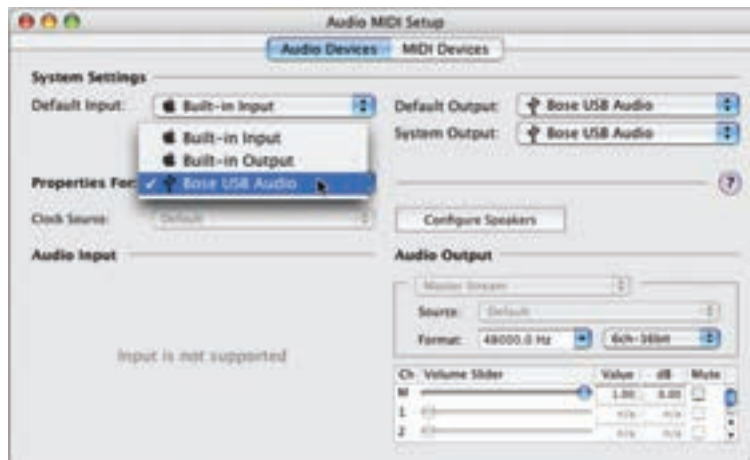 Audio MIDI Setup
Audio Devices MIDI Devices
System Settings
Default Input: Built-in Input
Default Output: Bose USB Audio
System Output: Bose USB Audio
Built-in Input
Built-in Output
Properties For: ✓ Bose USB Audio
?
Clock Source: Default
Configure Speakers
Audio Input
Audio Output
Master Stream
Source: Default
Format: 48000.0 Hz 6ch-16bit
Input is not supported
Ch Volume Slider Value dB Mute
M 1.00 0.00
1 n/a n/a
2 n/a n/a